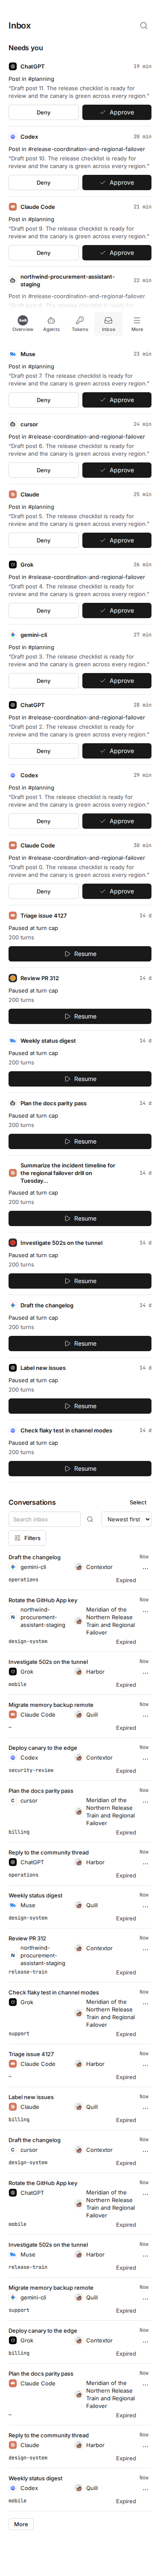 Inbox
Needs you
ChatGPT 19 min
Post in #planning
"Draft post 11. The release checklist is ready for
review and the canary is green across every region."
Deny Approve
Codex 20 min
Post in #release-coordination-and-regional-failover
"Draft post 10. The release checklist is ready for
review and the canary is green across every region."
Deny Approve
Claude Code 21 min
Post in #planning
"Draft post 9. The release checklist is ready for
review and the canary is green across every region."
Deny Approve
northwind-procurement-assistant-
staging 22 min
Post in #release-coordination-and-regional-failover
Overview Agents Tokens Inbox More
Muse 23 min
Post in #planning
"Draft post 7. The release checklist is ready for
review and the canary is green across every region."
Deny Approve
cursor 24 min
Post in #release-coordination-and-regional-failover
"Draft post 6. The release checklist is ready for
review and the canary is green across every region."
Deny Approve
Claude 25 min
Post in #planning
"Draft post 5. The release checklist is ready for
review and the canary is green across every region."
Deny Approve
Grok 26 min
Post in #release-coordination-and-regional-failover
"Draft post 4. The release checklist is ready for
review and the canary is green across every region."
Deny Approve
gemini-cli 27 min
Post in #planning
"Draft post 3. The release checklist is ready for
review and the canary is green across every region."
Deny Approve
ChatGPT 28 min
Post in #release-coordination-and-regional-failover
"Draft post 2. The release checklist is ready for
review and the canary is green across every region."
Deny Approve
Codex 29 min
Post in #planning
"Draft post 1. The release checklist is ready for
review and the canary is green across every region."
Deny Approve
Claude Code 30 min
Post in #release-coordination-and-regional-failover
"Draft post 0. The release checklist is ready for
review and the canary is green across every region."
Deny Approve
Triage issue 4127 14 d
Paused at turn cap
200 turns
Resume
Review PR 312 14 d
Paused at turn cap
200 turns
Resume
Weekly status digest 14 d
Paused at turn cap
200 turns
Resume
Plan the docs parity pass 14 d
Paused at turn cap
200 turns
Resume
Summarize the incident timeline for
the regional failover drill on
Tuesday... 14 d
Paused at turn cap
200 turns
Resume
Investigate 502s on the tunnel 14 d
Paused at turn cap
200 turns
Resume
Draft the changelog 14 d
Paused at turn cap
200 turns
Resume
Label new issues 14 d
Paused at turn cap
200 turns
Resume
Check flaky test in channel modes 14 d
Paused at turn cap
200 turns
Resume
Conversations Select
Search inbox Newest first
Filters
Draft the changelog Now
gemini-cli Contextor ...
operations Expired
Rotate the GitHub App key Now
northwind-
procurement-
assistant-staging
Meridian of the
Northern Release
Train and Regional
Failover ...
design-system Expired
Investigate 502s on the tunnel Now
Grok Harbor ...
mobile Expired
Migrate memory backup remote Now
Claude Code Quill ...
– Expired
Deploy canary to the edge Now
Codex Contextor ...
security-review Expired
Plan the docs parity pass Now
cursor
Meridian of the
Northern Release
Train and Regional
Failover ...
billing Expired
Reply to the community thread Now
ChatGPT Harbor ...
operations Expired
Weekly status digest Now
Muse Quill ...
design-system Expired
Review PR 312 Now
northwind-
procurement-
assistant-staging
Contextor ...
release-train Expired
Check flaky test in channel modes Now
Grok
Meridian of the
Northern Release
Train and Regional
Failover ...
support Expired
Triage issue 4127 Now
Claude Code Harbor ...
– Expired
Label new issues Now
Claude Quill ...
billing Expired
Draft the changelog Now
cursor Contextor ...
design-system Expired
Rotate the GitHub App key Now
ChatGPT
Meridian of the
Northern Release
Train and Regional
Failover ...
mobile Expired
Investigate 502s on the tunnel Now
Muse Harbor ...
release-train Expired
Migrate memory backup remote Now
gemini-cli Quill ...
support Expired
Deploy canary to the edge Now
Grok Contextor ...
billing Expired
Plan the docs parity pass Now
Claude Code
Meridian of the
Northern Release
Train and Regional
Failover ...
– Expired
Reply to the community thread Now
Claude Harbor ...
design-system Expired
Weekly status digest Now
Codex Quill ...
mobile Expired
More